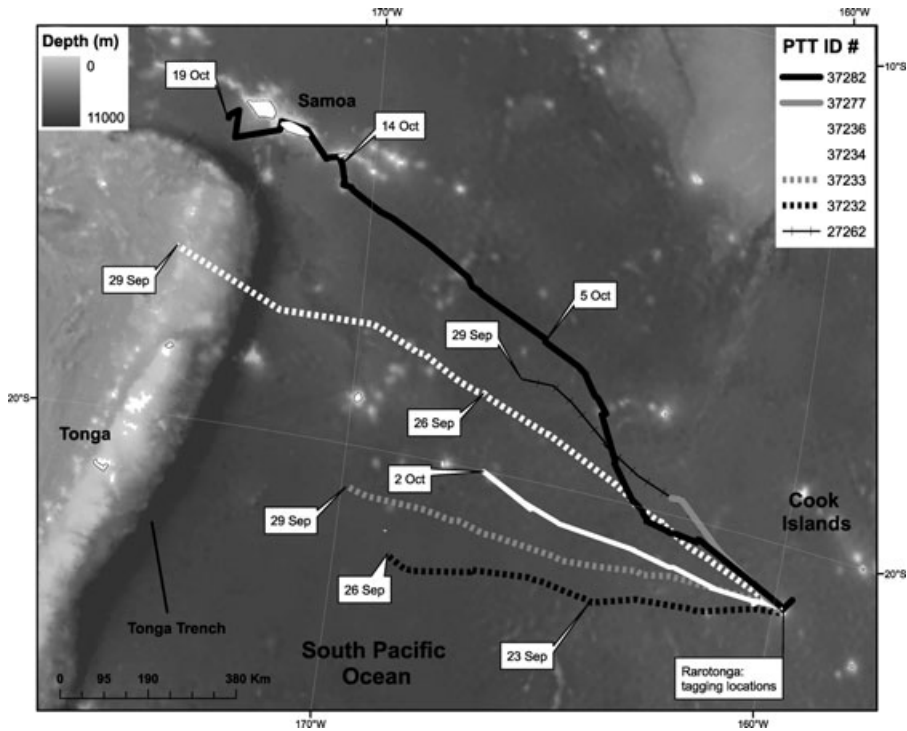 170°W
160°W
Depth (m)
0
11000
PTT ID #
37282
37277
37236
37234
37233
37232
27262
10°S
19 Oct
Samoa
14 Oct
29 Sep
5 Oct
29 Sep
20°S
26 Sep
Tonga
2 Oct
29 Sep
Cook
Islands
26 Sep
20°S
Tonga Trench
23 Sep
South Pacific
Ocean
Rarotonga:
tagging locations
0 95 190 380 Km
170°W
160°W